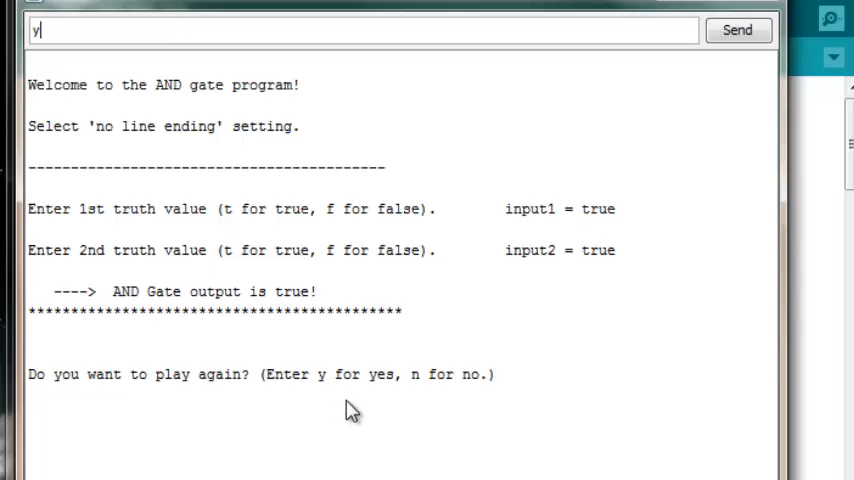 y
Send
Welcome to the AND gate program!
Select 'no line ending' setting.
------------------------------------------
Enter 1st truth value (t for true, f for false). input1 = true
Enter 2nd truth value (t for true, f for false). input2 = true
----> AND Gate output is true!
********************************************
Do you want to play again? (Enter y for yes, n for no.)